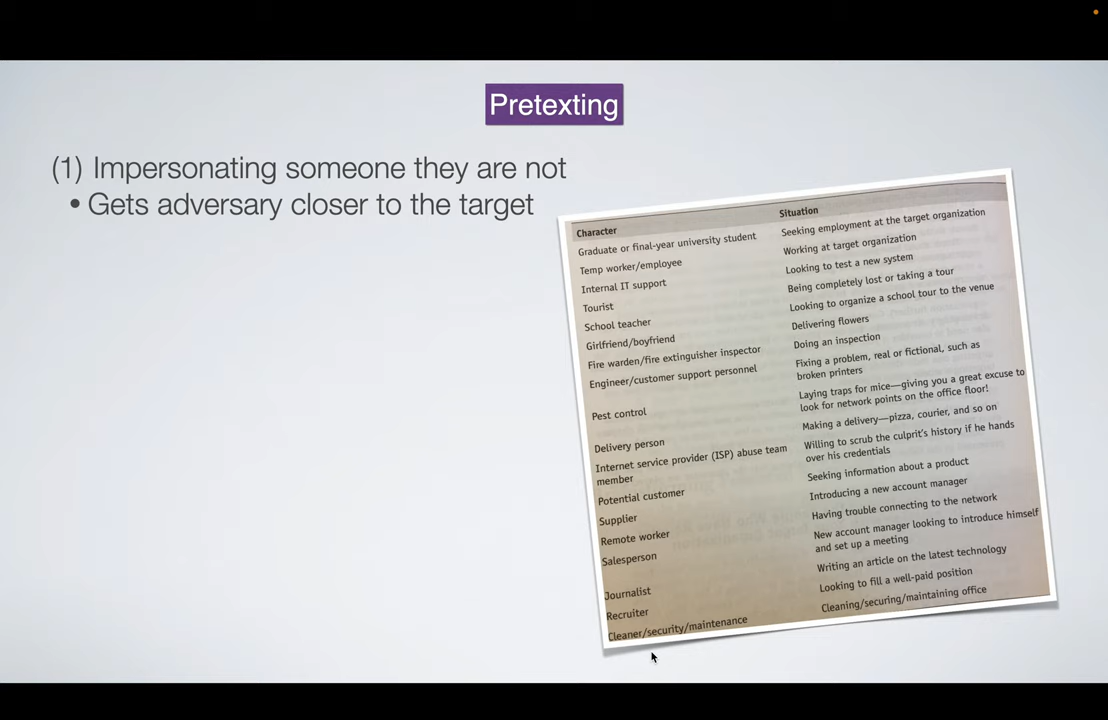 Pretexting
(1) Impersonating someone they are not
• Gets adversary closer to the target
Character Situation
Graduate or final-year university student Seeking employment at the target organization
Temp worker/employee Working at target organization
Internal IT support Looking to test a new system
Tourist Being completely lost or taking a tour
School teacher Looking to organize a school tour to the venue
Girlfriend/boyfriend Delivering flowers
Fire warden/fire extinguisher inspector Doing an inspection
Engineer/customer support personnel Fixing a problem, real or fictional, such as
broken printers
Pest control Laying traps for mice—giving you a great excuse to
look for network points on the office floor!
Delivery person Making a delivery—pizza, courier, and so on
Internet service provider (ISP) abuse team Willing to scrub the culprit's history if he hands
member over his credentials
Potential customer Seeking information about a product
Supplier Introducing a new account manager
Remote worker Having trouble connecting to the network
Salesperson New account manager looking to introduce himself
and set up a meeting
Journalist Writing an article on the latest technology
Recruiter Looking to fill a well-paid position
Cleaner/security/maintenance Cleaning/securing/maintaining office